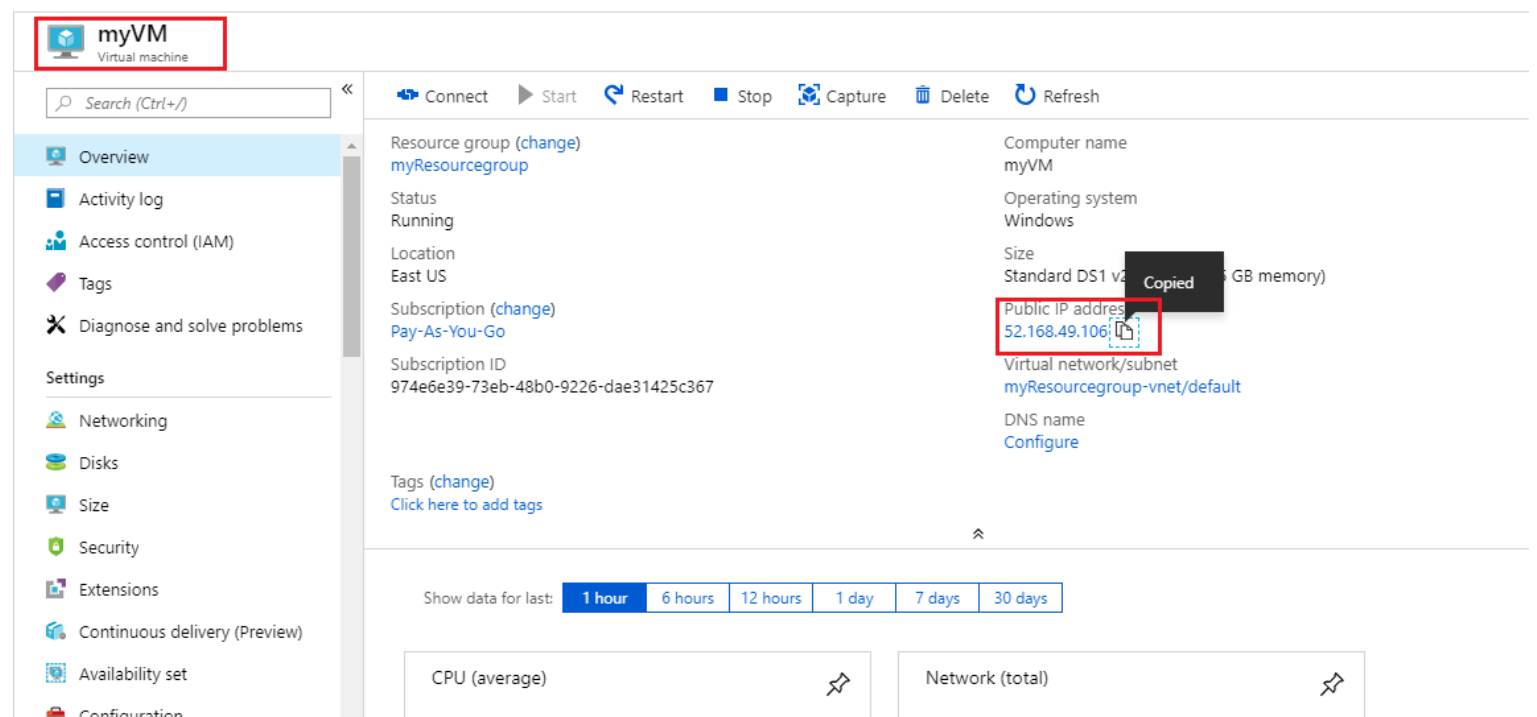 myVM
Virtual machine
Search (Ctrl+/)
«
Overview
Activity log
Access control (IAM)
Tags
Diagnose and solve problems
Settings
Networking
Disks
Size
Security
Extensions
Continuous delivery (Preview)
Availability set
Configuration
Connect Start Restart Stop Capture Delete Refresh
Resource group (change)
myResourcegroup
Status
Running
Location
East US
Subscription (change)
Pay-As-You-Go
Subscription ID
974e6e39-73eb-48b0-9226-dae31425c367
Computer name
myVM
Operating system
Windows
Size
Standard DS1 GB memory)
Copied
Public IP
52.168.49.106
Virtual network/subnet
myResourcegroup-vnet/default
DNS name
Configure
Tags (change)
Click here to add tags
Show data for last: 1 hour 6 hours 12 hours 1 day 7 days 30 days
CPU (average)
Network (total)